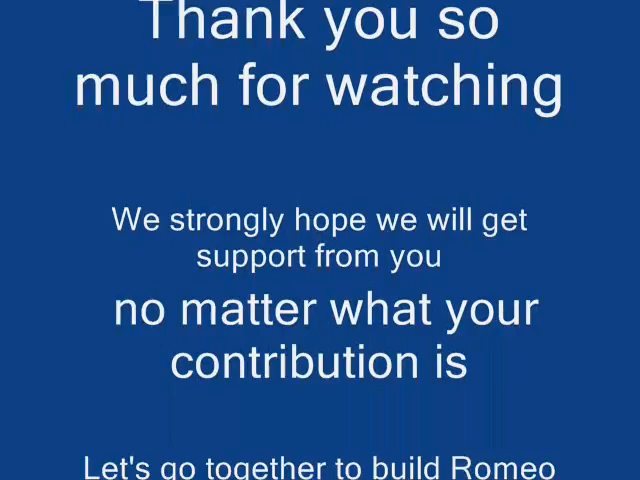 Thank you so
much for watching
We strongly hope we will get
support from you
no matter what your
contribution is
Let's go together to build Romeo